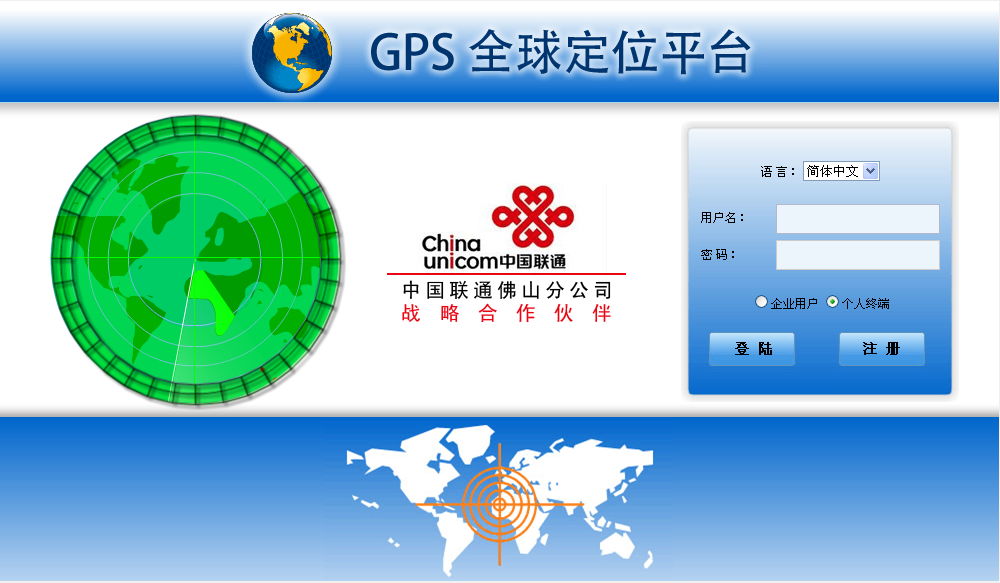 GPS 全球定位平台
China
unicom中国联通
中国联通佛山分公司
战略合作伙伴
语言： 简体中文
用户名：
密码：
企业用户 个人终端
登陆 注册